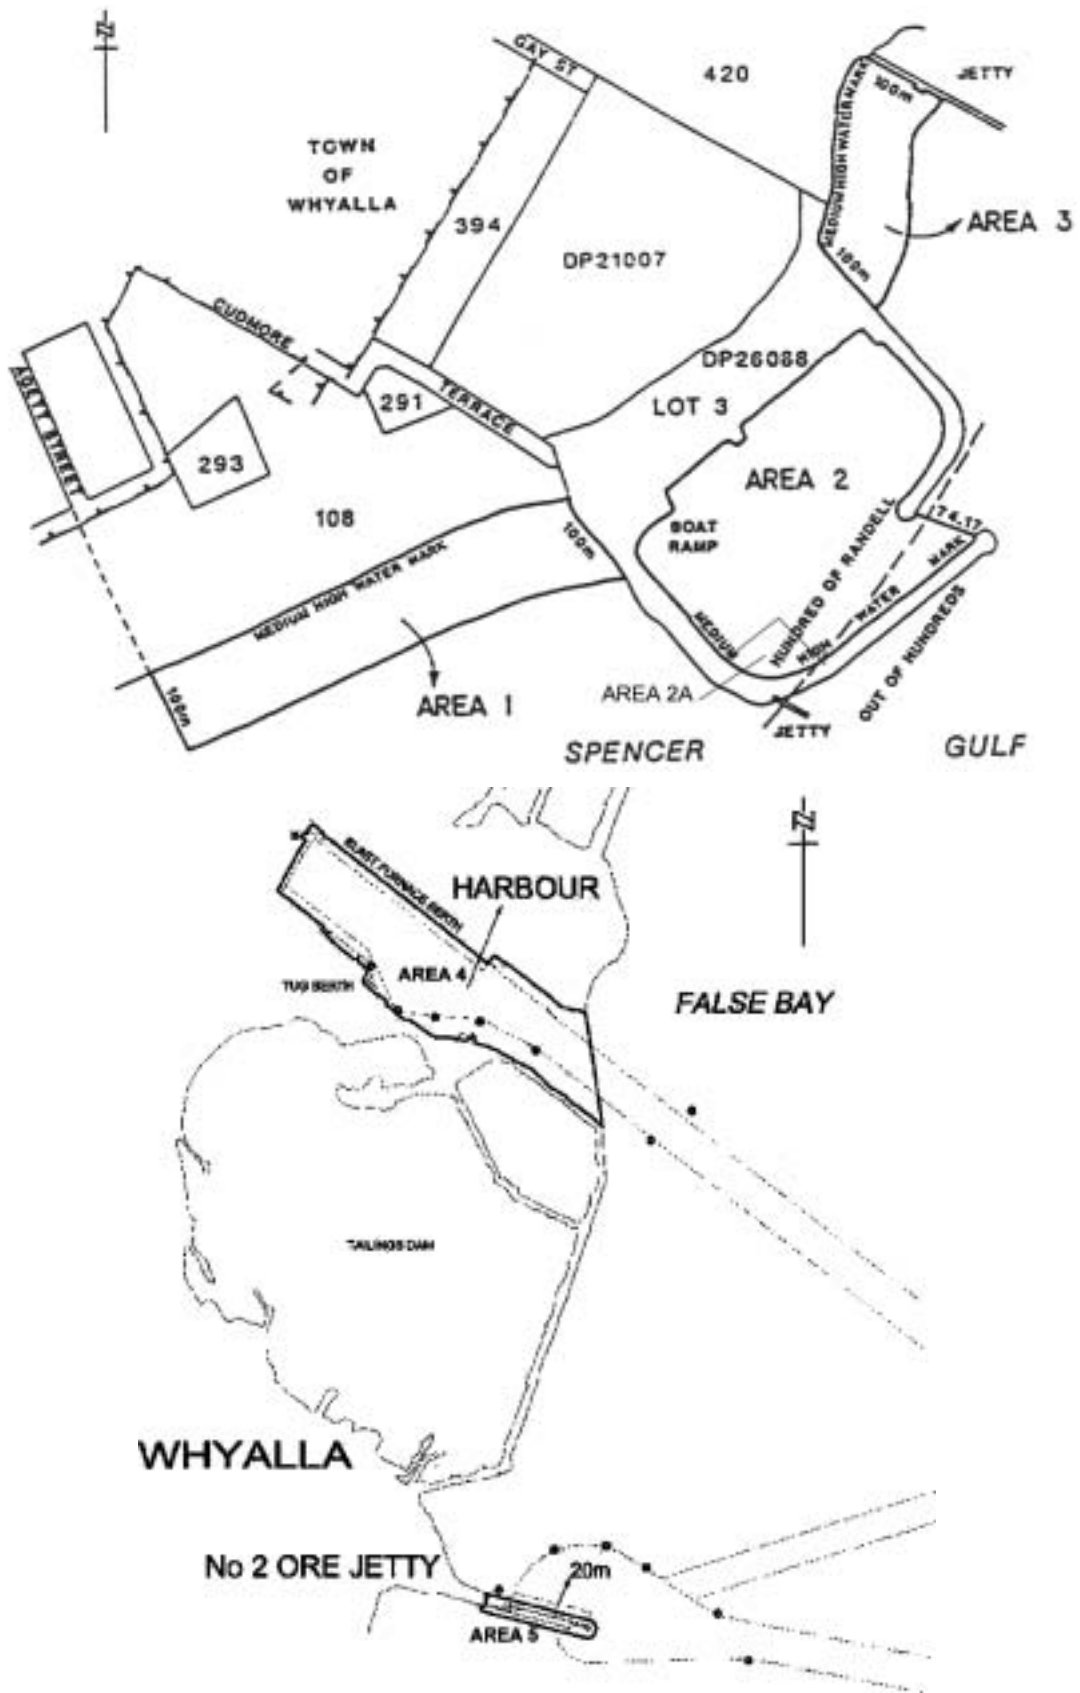 N
GAY ST
420
JETTY
100m
MEDIUM HIGH WATER MARK
TOWN
OF
WHYALLA
394
AREA 3
DP21007
100m
CUDMORE
TERRACE
DP26088
LOT 3
291
293
AREA 2
108
174.17
BOAT
RAMP
100m
HUNDRED OF RANDELL
MEDIUM HIGH WATER MARK
MEDIUM HIGH WATER MARK
OUT OF HUNDREDS
AREA 2A
AREA 1
100m
JETTY
SPENCER GULF
N
BLAST FURNACE BERTH
HARBOUR
AREA 4
TUG BERTH
FALSE BAY
TAILINGS DAM
WHYALLA
No 2 ORE JETTY
20m
AREA 5